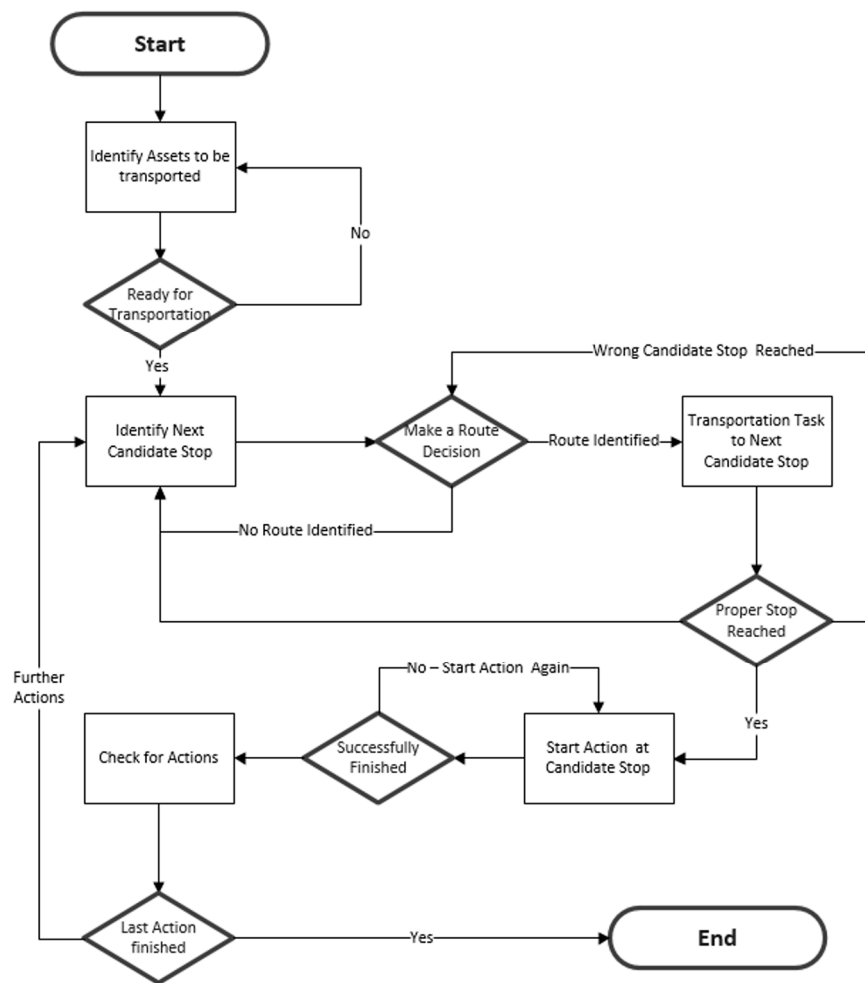 Start
Identify Assets to be
transported
No
Ready for
Transportation
Yes
Wrong Candidate Stop Reached
Identify Next
Candidate Stop
Make a Route
Decision
Route Identified
Transportation Task
to Next
Candidate Stop
No Route Identified
Proper Stop
Reached
Further
Actions
No – Start Action Again
Yes
Check for Actions
Successfully
Finished
Start Action at
Candidate Stop
Last Action
finished
Yes
End